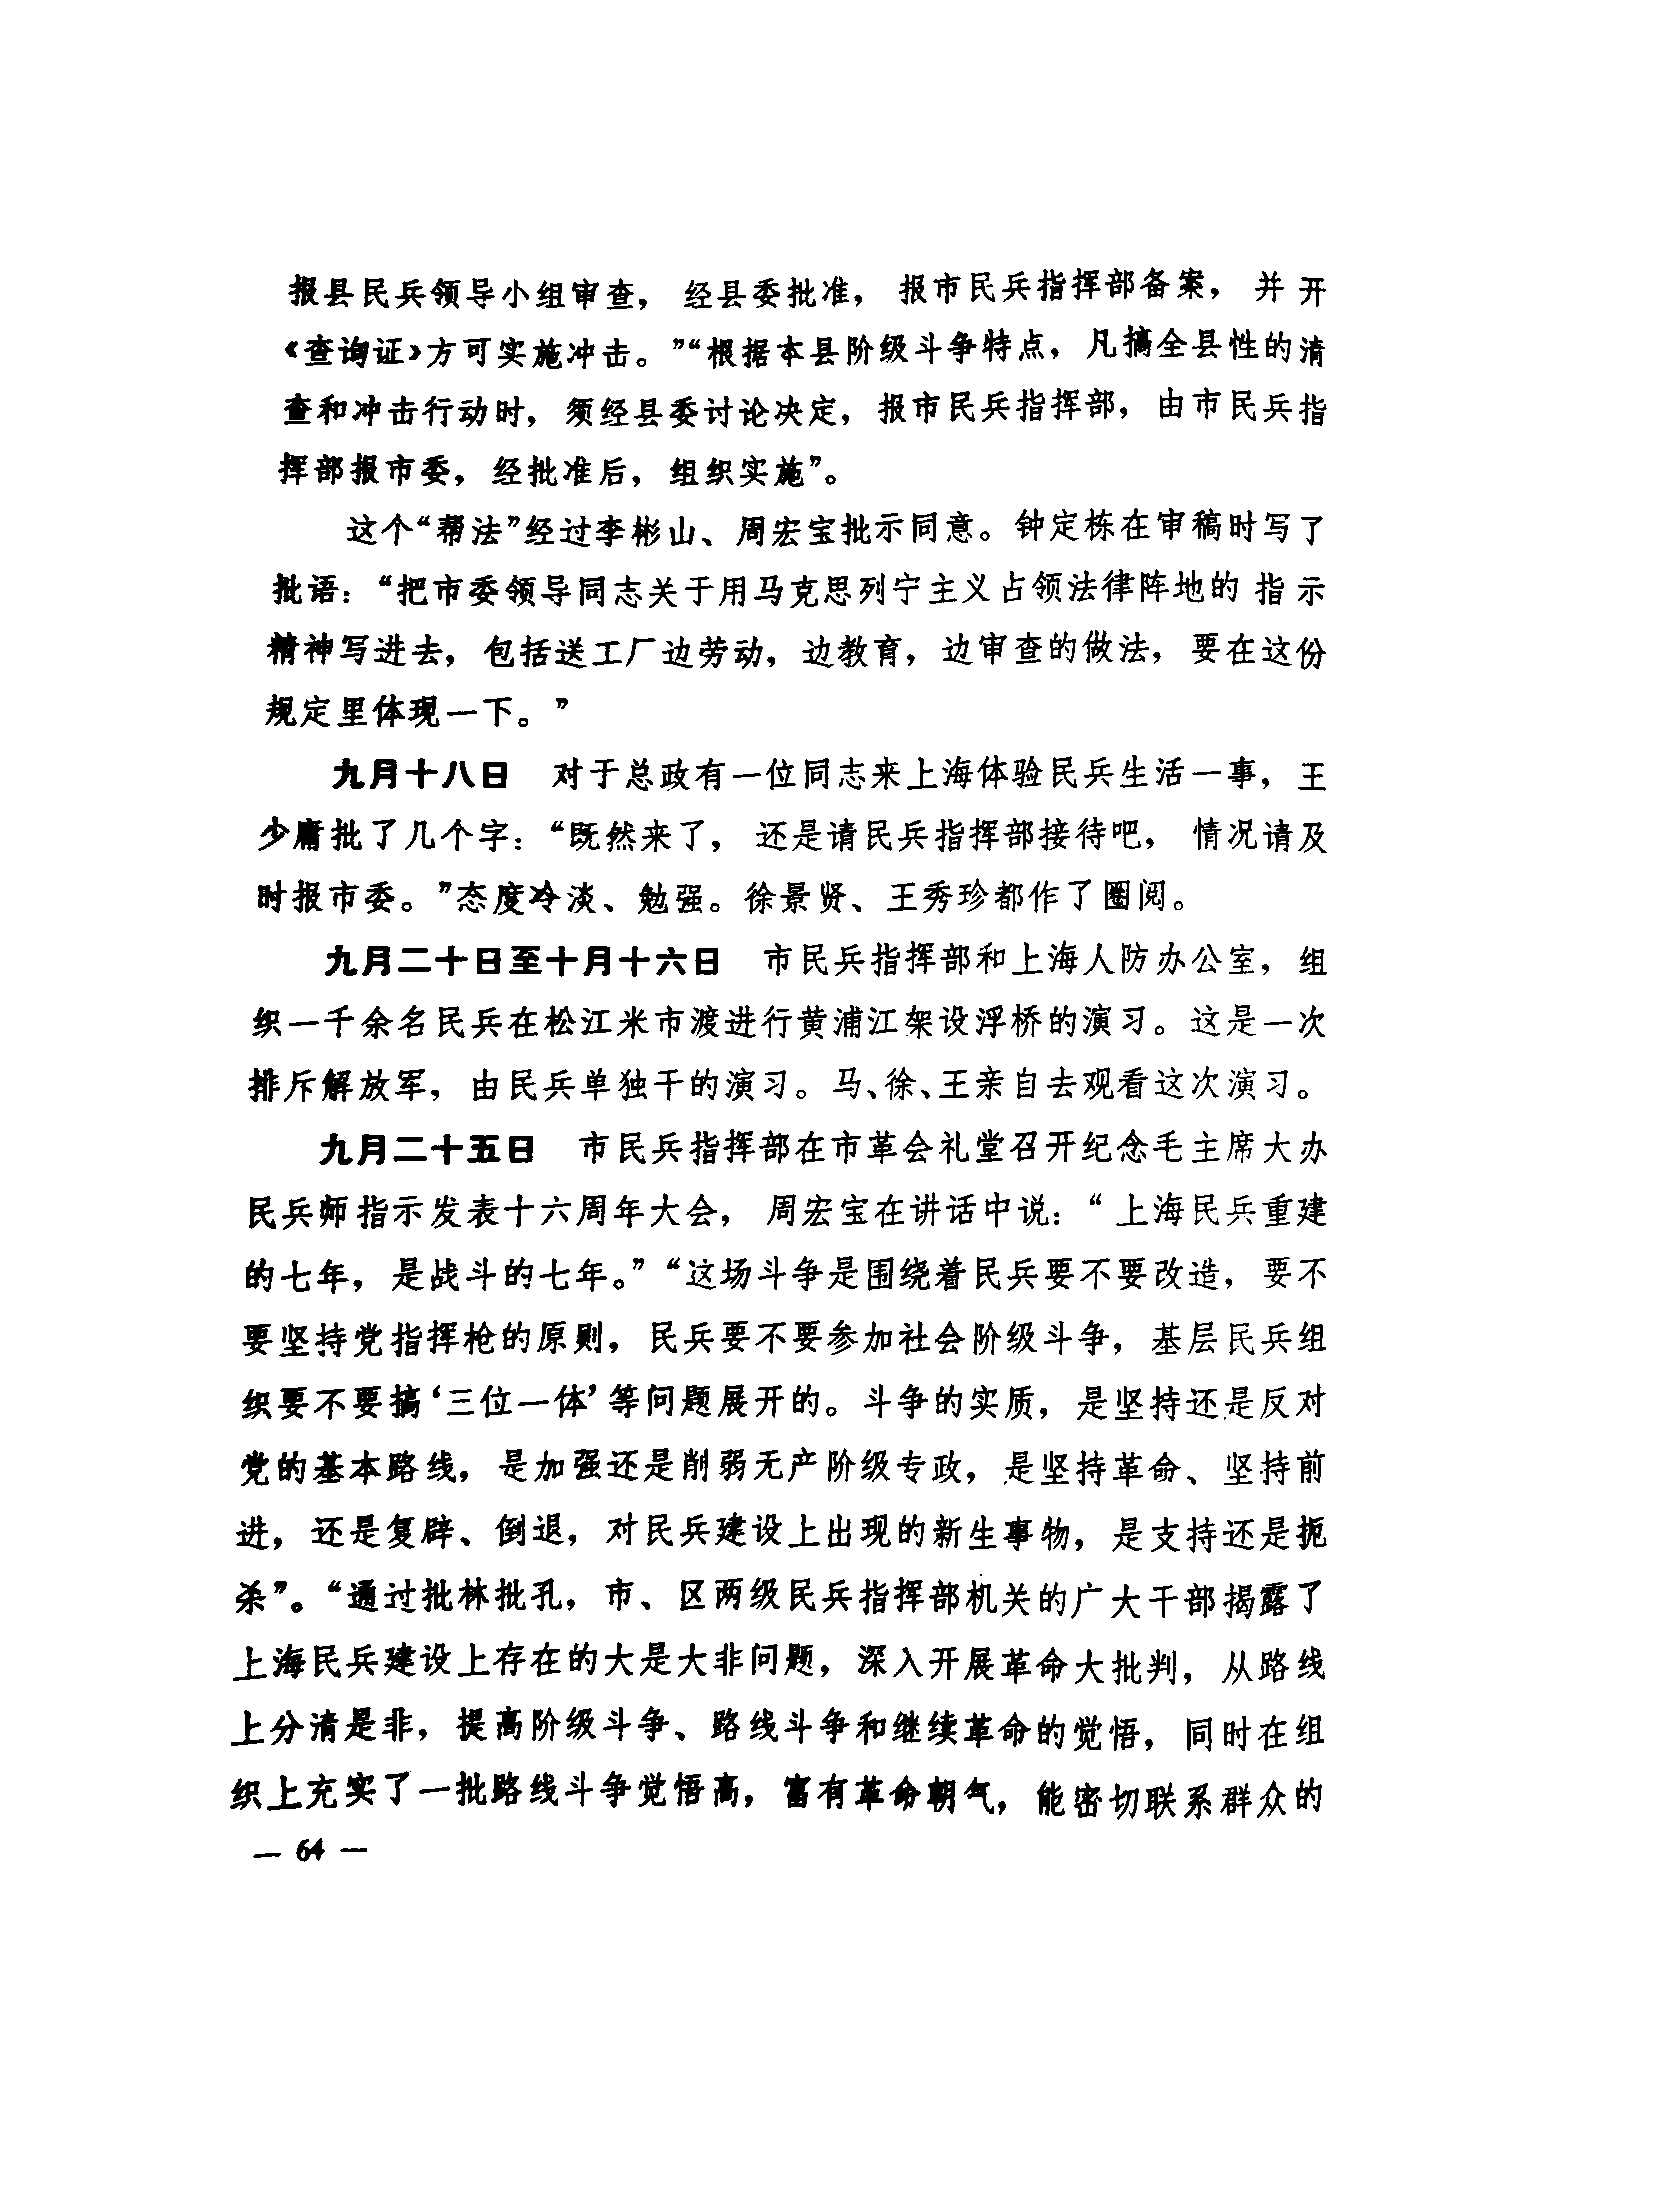 报县民兵领导小组审查，经县委批准，报市民兵指挥部备案，并开
《查询证》方可实施冲击。”“根据本县阶级斗争特点，凡搞全县性的清
查和冲击行动时，须经县委讨论决定，报市民兵指挥部，由市民兵指
挥部报市委，经批准后，组织实施”。
这个“帮法”经过李彬山、周宏宝批示同意。钟定栋在审稿时写了
批语：“把市委领导同志关于用马克思列宁主义占领法律阵地的指示
精神写进去，包括送工厂边劳动，边教育，边审查的做法，要在这份
规定里体现一下。”
九月十八日　对于总政有一位同志来上海体验民兵生活一事，王
少庸批了几个字：“既然来了，还是请民兵指挥部接待吧，情况请及
时报市委。”态度冷淡、勉强。徐景贤、王秀珍都作了圈阅。
九月二十日至十月十六日　市民兵指挥部和上海人防办公室，组
织一千余名民兵在松江米市渡进行黄浦江架设浮桥的演习。这是一次
排斥解放军，由民兵单独干的演习。马、徐、王亲自去观看这次演习。
九月二十五日　市民兵指挥部在市革会礼堂召开纪念毛主席大办
民兵师指示发表十六周年大会，周宏宝在讲话中说：“上海民兵重建
的七年，是战斗的七年。”“这场斗争是围绕着民兵要不要改造，要不
要坚持党指挥枪的原则，民兵要不要参加社会阶级斗争，基层民兵组
织要不要搞‘三位一体’等问题展开的。斗争的实质，是坚持还是反对
党的基本路线，是加强还是削弱无产阶级专政，是坚持革命、坚持前
进，还是复辟、倒退，对民兵建设上出现的新生事物，是支持还是扼
杀”。“通过批林批孔，市、区两级民兵指挥部机关的广大干部揭露了
上海民兵建设上存在的大是大非问题，深入开展革命大批判，从路线
上分清是非，提高阶级斗争、路线斗争和继续革命的觉悟，同时在组
织上充实了一批路线斗争觉悟高，富有革命朝气，能密切联系群众的
— 64 —